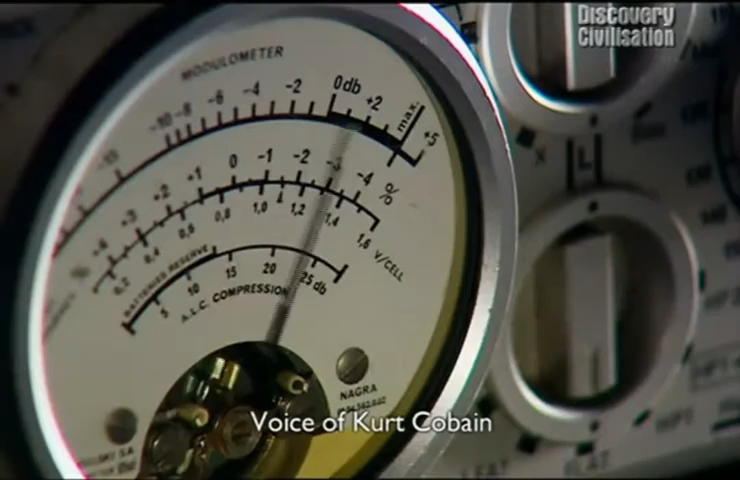 Discovery
Civilisation
MODULOMETER
-10 -8 -6 -4 -2 0db +2 max. +5
+4 +3 +2 +1 0 -1 -2 -3 -4 %
0,2 0,4 0,6 0,8 1,0 1,2 1,4 1,6 V/CELL
BATTERIES RESERVE
5 10 15 20 25 db
A.L.C. COMPRESSION
NAGRA
L
Voice of Kurt Cobain